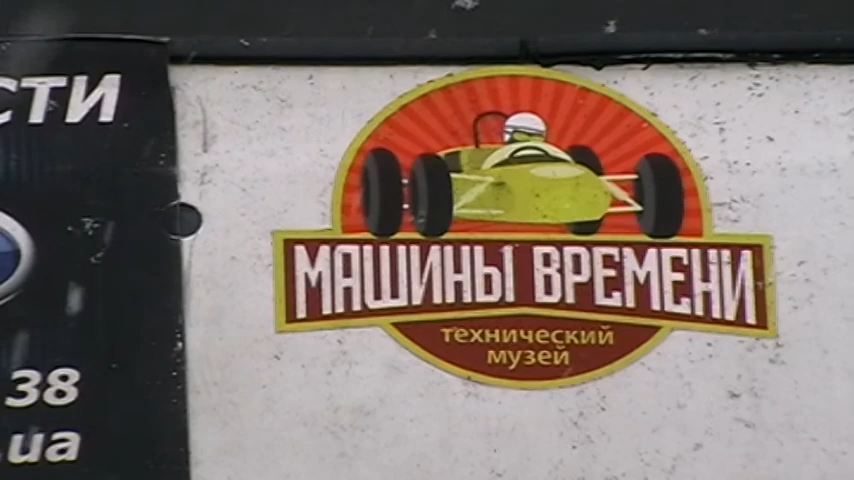 СТИ
38
.ua
МАШИНЫ ВРЕМЕНИ
технический
музей